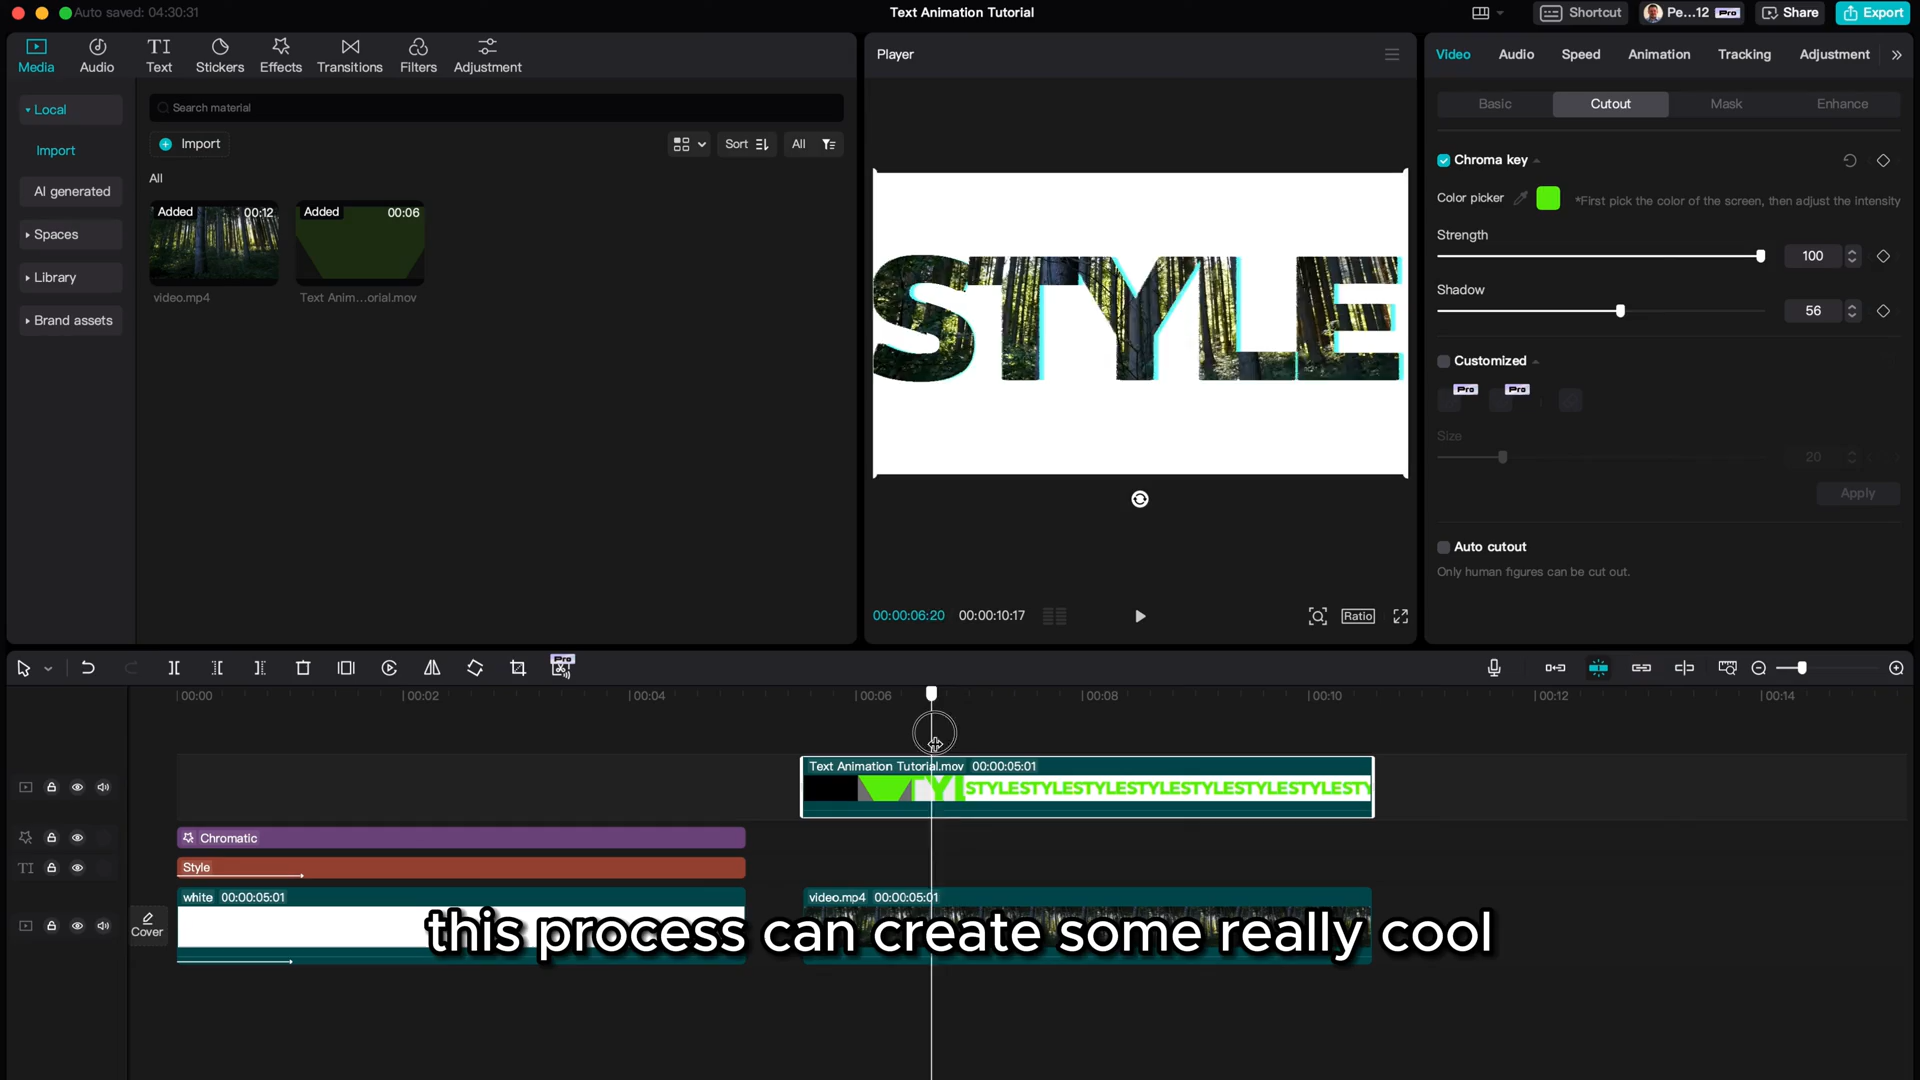 Auto saved: 04:30:31
Text Animation Tutorial
Shortcut
Pe...12
Pro
Share
Export
Media
Audio
Text
Stickers
Effects
Transitions
Filters
Adjustment
Player
Video
Audio
Speed
Animation
Tracking
Adjustment
Local
Import
AI generated
Spaces
Library
Brand assets
Search material
Import
Sort
All
All
Added
00:12
video.mp4
Added
00:06
Text Anim...orial.mov
STYLE
00:00:06:20
00:00:10:17
Ratio
Basic
Cutout
Mask
Enhance
Chroma key
Color picker
*First pick the color of the screen, then adjust the intensity
Strength
100
Shadow
56
Customized
Pro
Pro
Size
20
Apply
Auto cutout
Only human figures can be cut out.
Pro
00:00
00:02
00:04
00:06
00:08
00:10
00:12
00:14
Text Animation Tutorial.mov 00:00:05:01
STYLESTYLESTYLESTYLESTYLESTYLESTYLESTY
Chromatic
TI
Style
Cover
white 00:00:05:01
video.mp4 00:00:05:01
this process can create some really cool